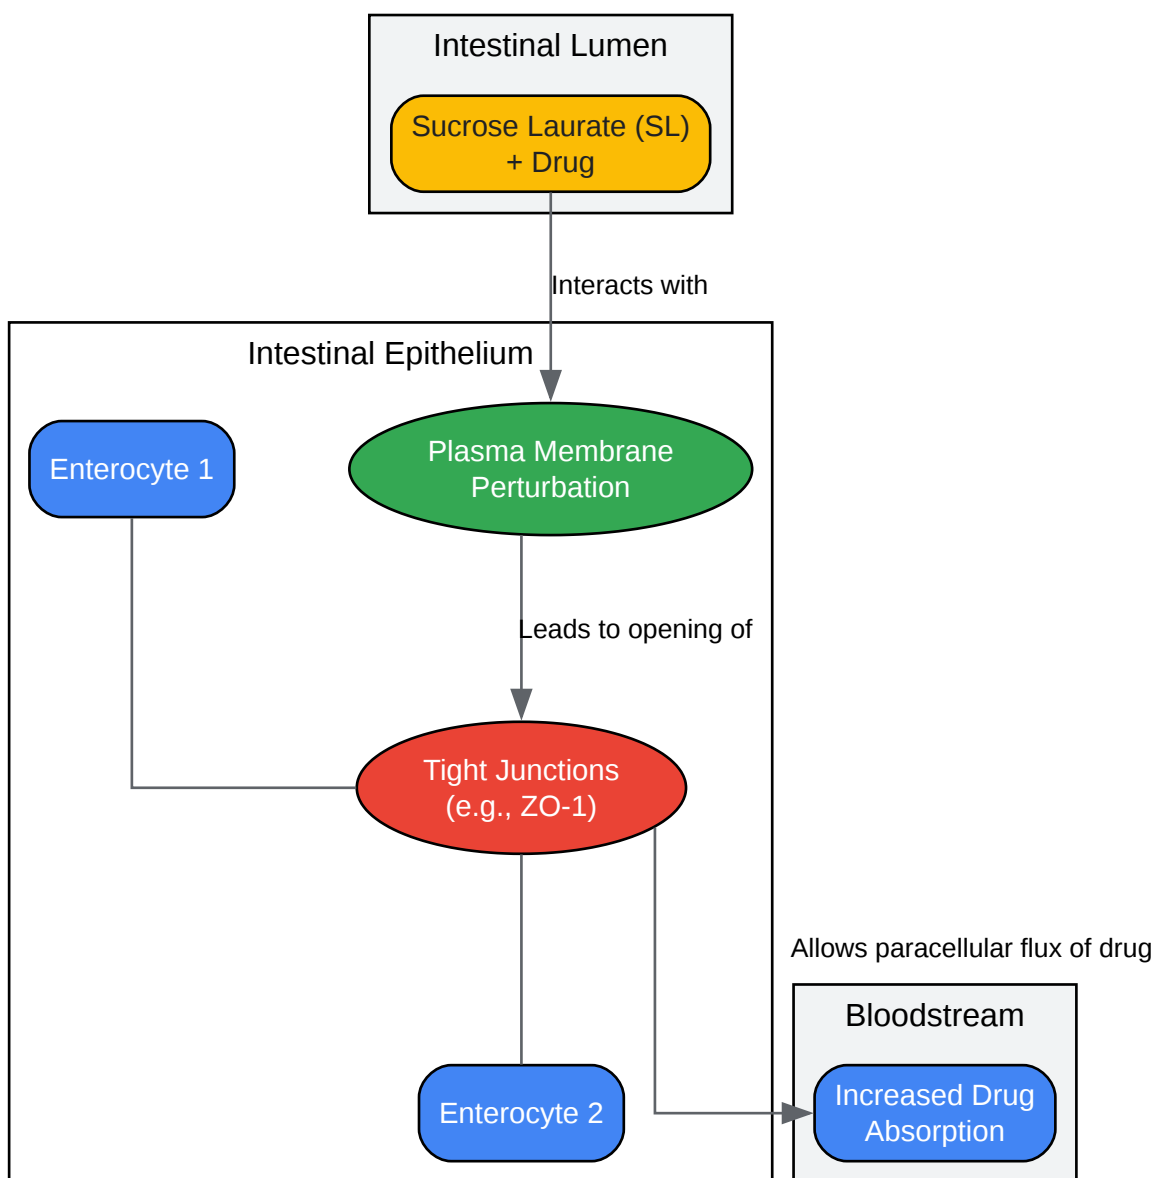 Intestinal Lumen
Sucrose Laurate (SL)
+ Drug
Interacts with
Intestinal Epithelium
Enterocyte 1
Plasma Membrane
Perturbation
Leads to opening of
Tight Junctions
(e.g., ZO-1)
Allows paracellular flux of drug
Bloodstream
Enterocyte 2
Increased Drug
Absorption